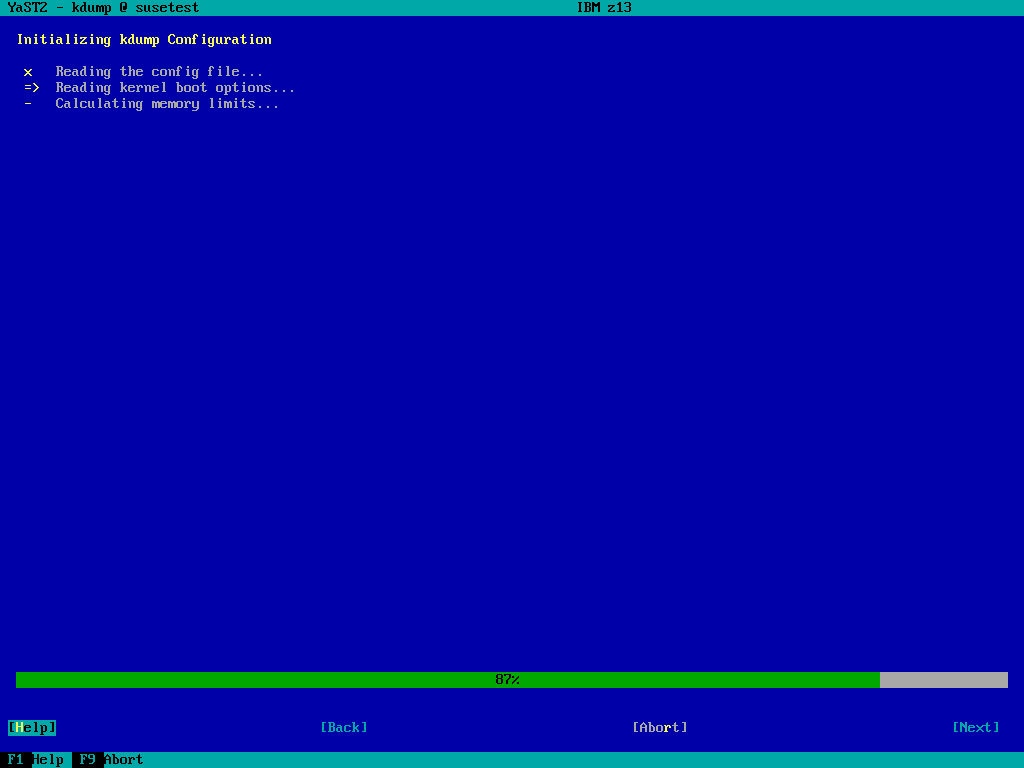 YaST2 - kdump @ susetest IBM z13
Initializing kdump Configuration
x Reading the config file...
=> Reading kernel boot options...
- Calculating memory limits...
87%
[Help] [Back] [Abort] [Next]
F1 Help F9 Abort